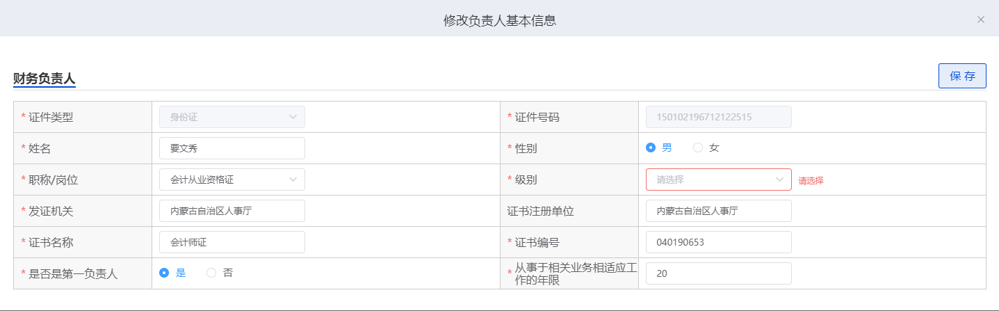 修改负责人基本信息
财务负责人
保 存
* 证件类型 身份证 * 证件号码 150102196712122515
* 姓名 要文秀 * 性别 男 女
* 职称/岗位 会计从业资格证 * 级别 请选择 请选择
* 发证机关 内蒙古自治区人事厅 证书注册单位 内蒙古自治区人事厅
* 证书名称 会计师证 * 证书编号 040190653
* 是否是第一负责人 是 否 * 从事于相关业务相适应工
作的年限 20